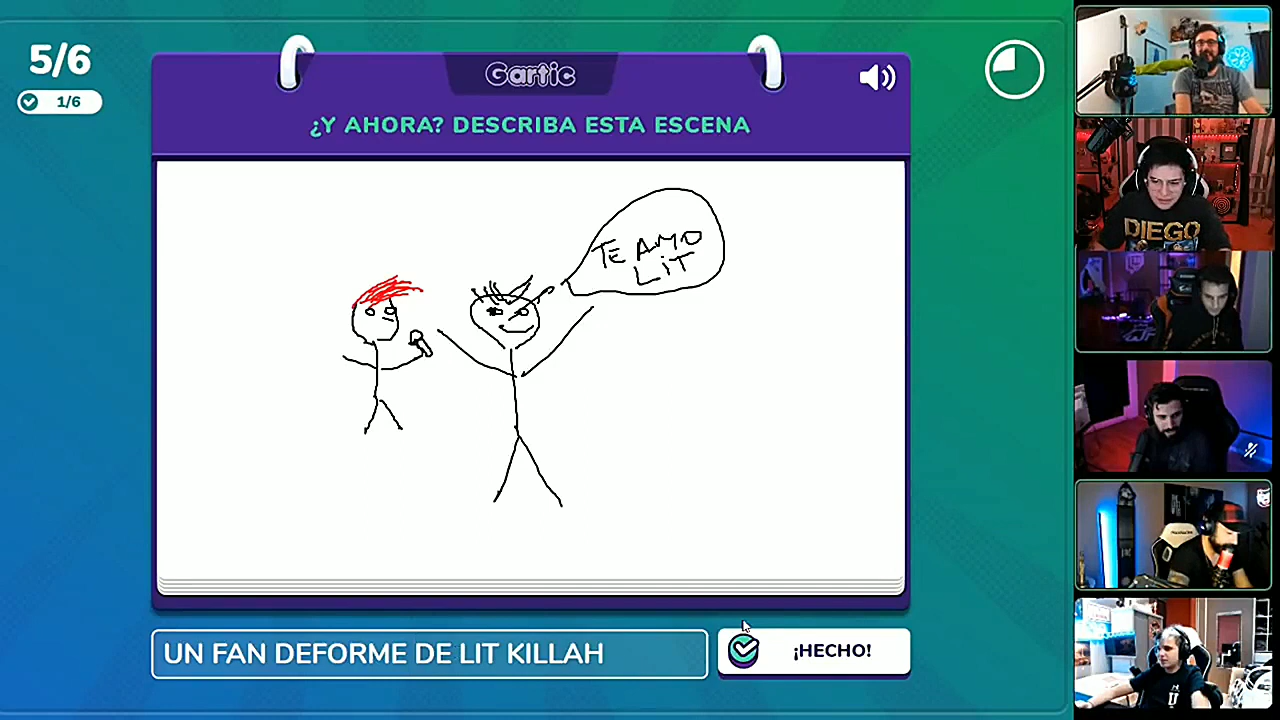 5/6
1/6
Gartic
¿Y AHORA? DESCRIBA ESTA ESCENA
TE AMO
LIT
UN FAN DEFORME DE LIT KILLAH
¡HECHO!
DIEGO